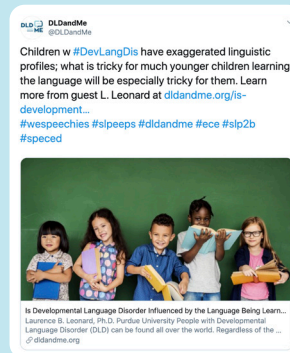 DLDandMe
@DLDandMe
Children w #DevLangDis have exaggerated linguistic
profiles; what is tricky for much younger children learning
the language will be especially tricky for them. Learn
more from guest L. Leonard at dldandme.org/is-
development...
#wespeechies #slpeeps #dldandme #ece #slp2b
#speced
Is Developmental Language Disorder Influenced by the Language Being Learn...
Laurence B. Leonard, Ph.D. Purdue University People with Developmental
Language Disorder (DLD) can be found all over the world. Regardless of the ...
dldandme.org